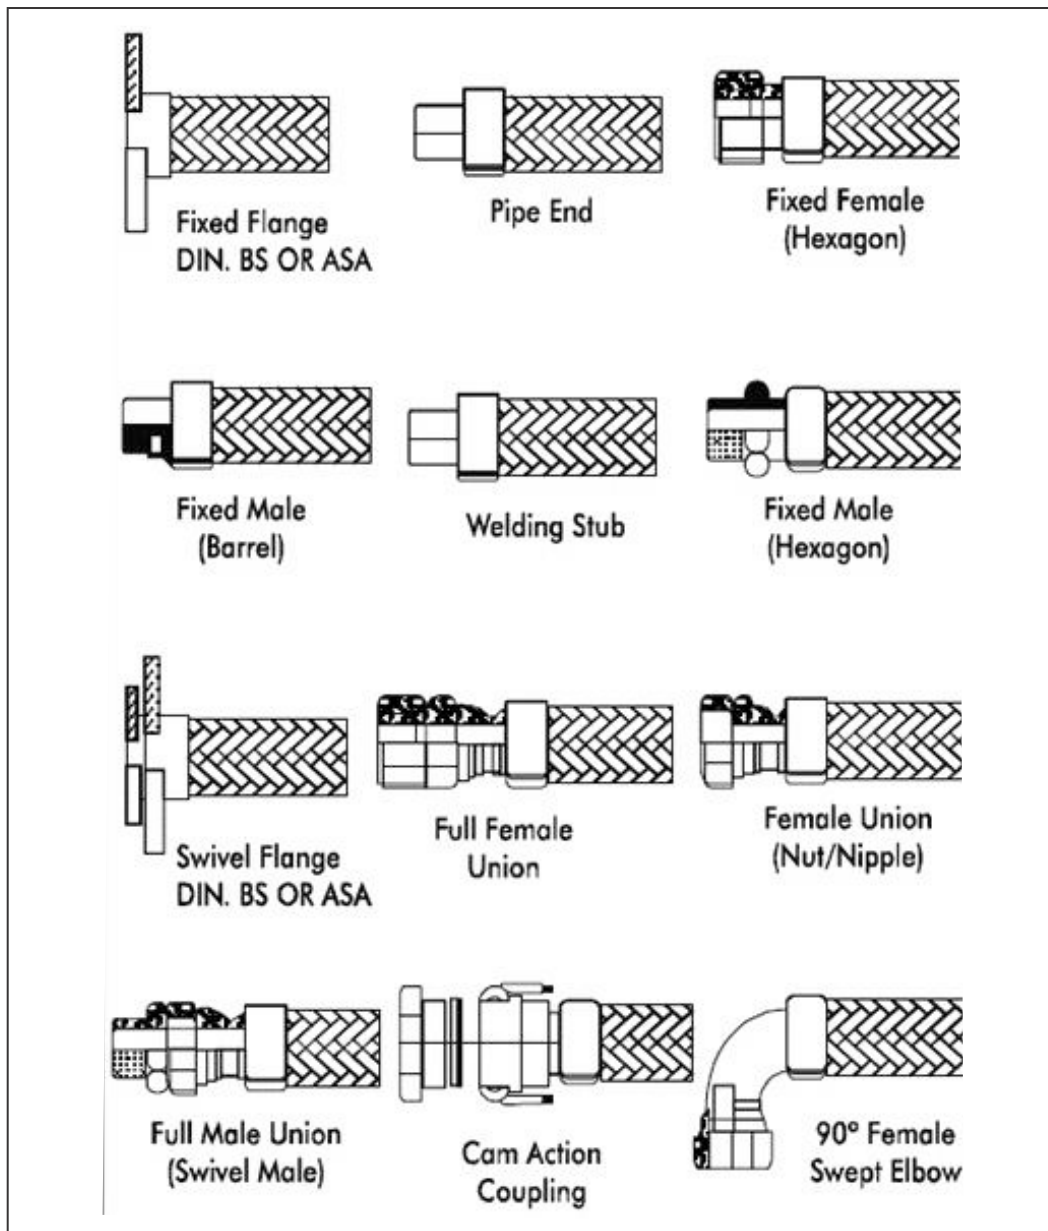 Fixed Flange
DIN. BS OR ASA
Pipe End
Fixed Female
(Hexagon)
Fixed Male
(Barrel)
Welding Stub
Fixed Male
(Hexagon)
Swivel Flange
DIN. BS OR ASA
Full Female
Union
Female Union
(Nut/Nipple)
Full Male Union
(Swivel Male)
Cam Action
Coupling
90° Female
Swept Elbow